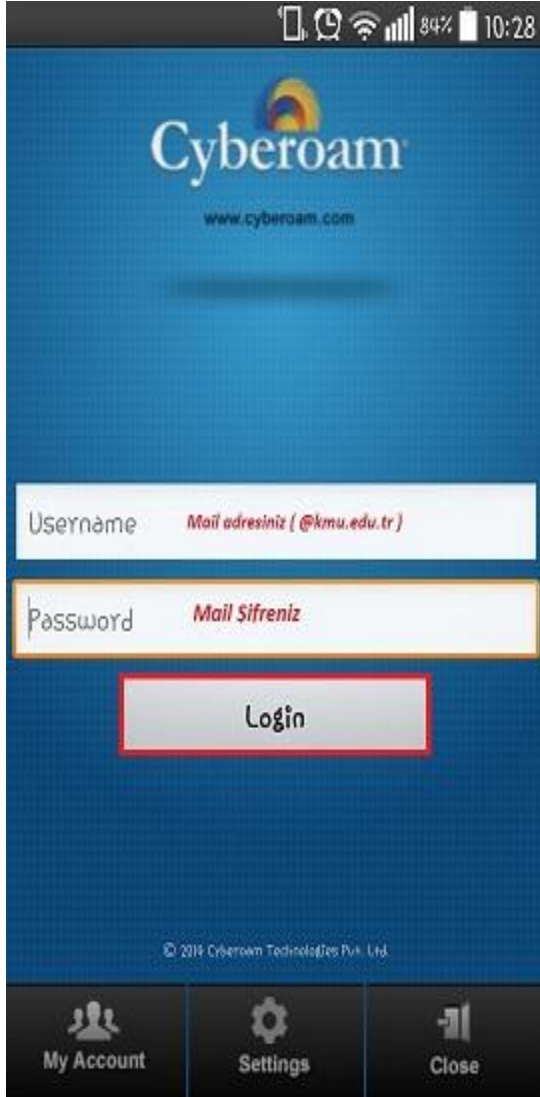 84% 10:28
Cyberoam
www.cyberoam.com
Username Mail adresiniz ( @kmu.edu.tr )
Password Mail Şifreniz
Login
Cyberoam Technologies Pvt. Ltd.
My Account Settings Close